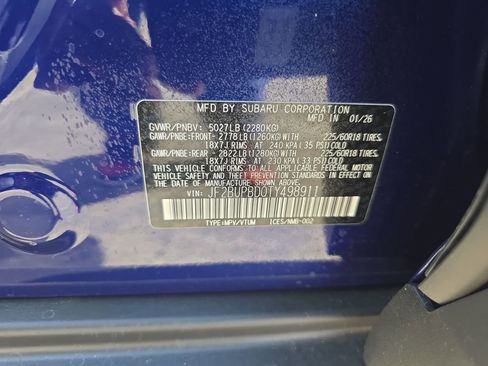 MFD BY SUBARU CORPORATION
MFD IN 01/26
GVWR/PNBV: 5027LB(2280KG)
GAWR/PNBE:FRONT- 2778LB(1260KG)WITH 225/60R18 TIRES,
18X7J RIMS AT 240 KPA(35 PSI)COLD
GAWR/PNBE:REAR -2822LB(1280KG)WITH 225/60R18 TIRES,
18X7J RIMS, AT 230 KPA(33 PSI)COLD
THIS VEHICLE CONFORMS TO ALL APPLICABLE FEDERAL MOTOR
VEHICLE SAFETY AND THEFT PREVENTION STANDARDS IN
EFFECT ON THE DATE OF MANUFACTURE SHOWN ABOVE.
VIN: JF2BUPBD0TY498911
TYPE:MPV/VTUM ICES/NMB-002